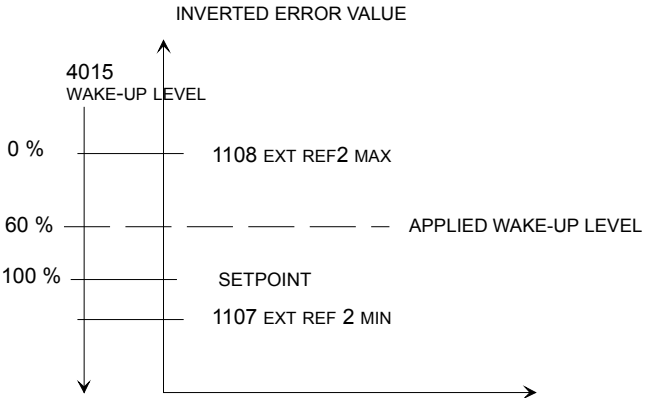 INVERTED ERROR VALUE
4015
WAKE-UP LEVEL
0 %
1108 EXT REF2 MAX
60 %
APPLIED WAKE-UP LEVEL
100 %
SETPOINT
1107 EXT REF 2 MIN